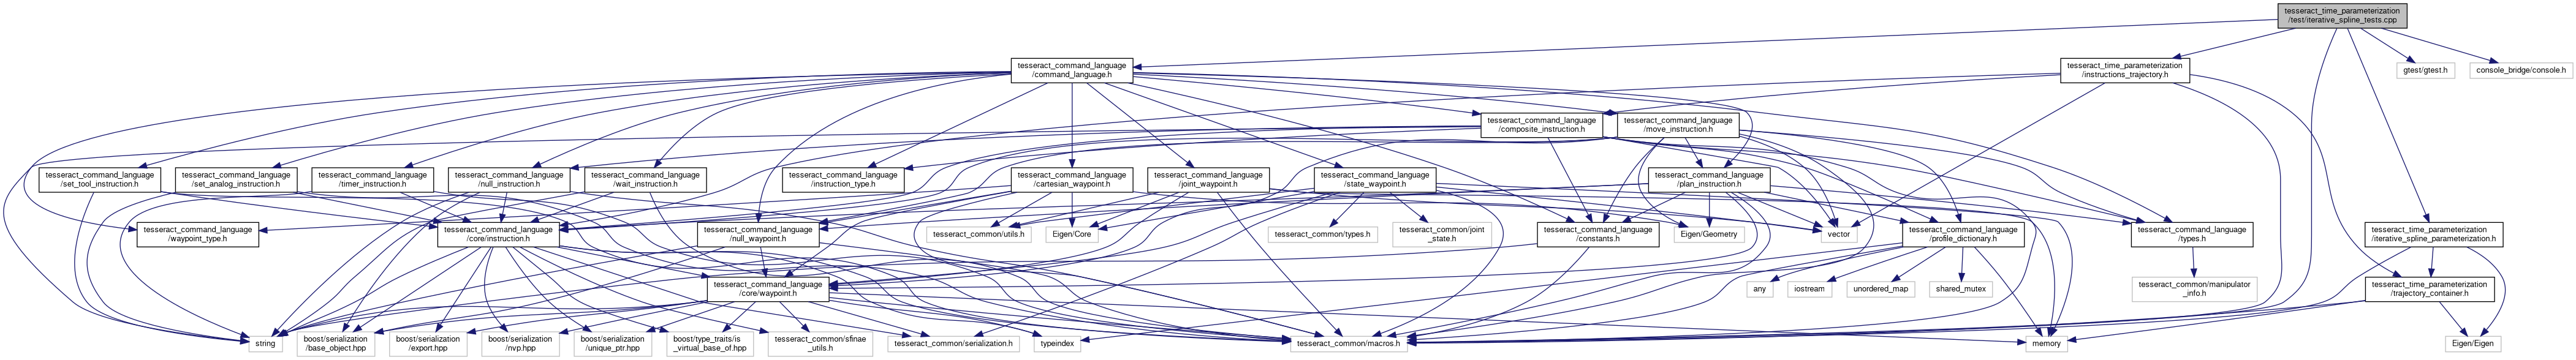 tesseract_time_parameterization
/test/iterative_spline_tests.cpp
tesseract_command_language
/command_language.h
tesseract_time_parameterization
/instructions_trajectory.h
gtest/gtest.h
console_bridge/console.h
tesseract_command_language
/composite_instruction.h
tesseract_command_language
/move_instruction.h
tesseract_command_language
/set_tool_instruction.h
tesseract_command_language
/set_analog_instruction.h
tesseract_command_language
/timer_instruction.h
tesseract_command_language
/null_instruction.h
tesseract_command_language
/wait_instruction.h
tesseract_command_language
/instruction_type.h
tesseract_command_language
/cartesian_waypoint.h
tesseract_command_language
/joint_waypoint.h
tesseract_command_language
/state_waypoint.h
tesseract_command_language
/plan_instruction.h
tesseract_command_language
/waypoint_type.h
tesseract_command_language
/core/instruction.h
tesseract_command_language
/null_waypoint.h
tesseract_common/utils.h
Eigen/Core
tesseract_common/types.h
tesseract_common/joint
_state.h
tesseract_command_language
/constants.h
Eigen/Geometry
vector
tesseract_command_language
/profile_dictionary.h
tesseract_command_language
/types.h
tesseract_time_parameterization
/iterative_spline_parameterization.h
tesseract_command_language
/core/waypoint.h
any
iostream
unordered_map
shared_mutex
tesseract_common/manipulator
_info.h
tesseract_time_parameterization
/trajectory_container.h
string
boost/serialization
/base_object.hpp
boost/serialization
/export.hpp
boost/serialization
/nvp.hpp
boost/serialization
/unique_ptr.hpp
boost/type_traits/is
_virtual_base_of.hpp
tesseract_common/sfinae
_utils.h
tesseract_common/serialization.h
typeindex
tesseract_common/macros.h
memory
Eigen/Eigen